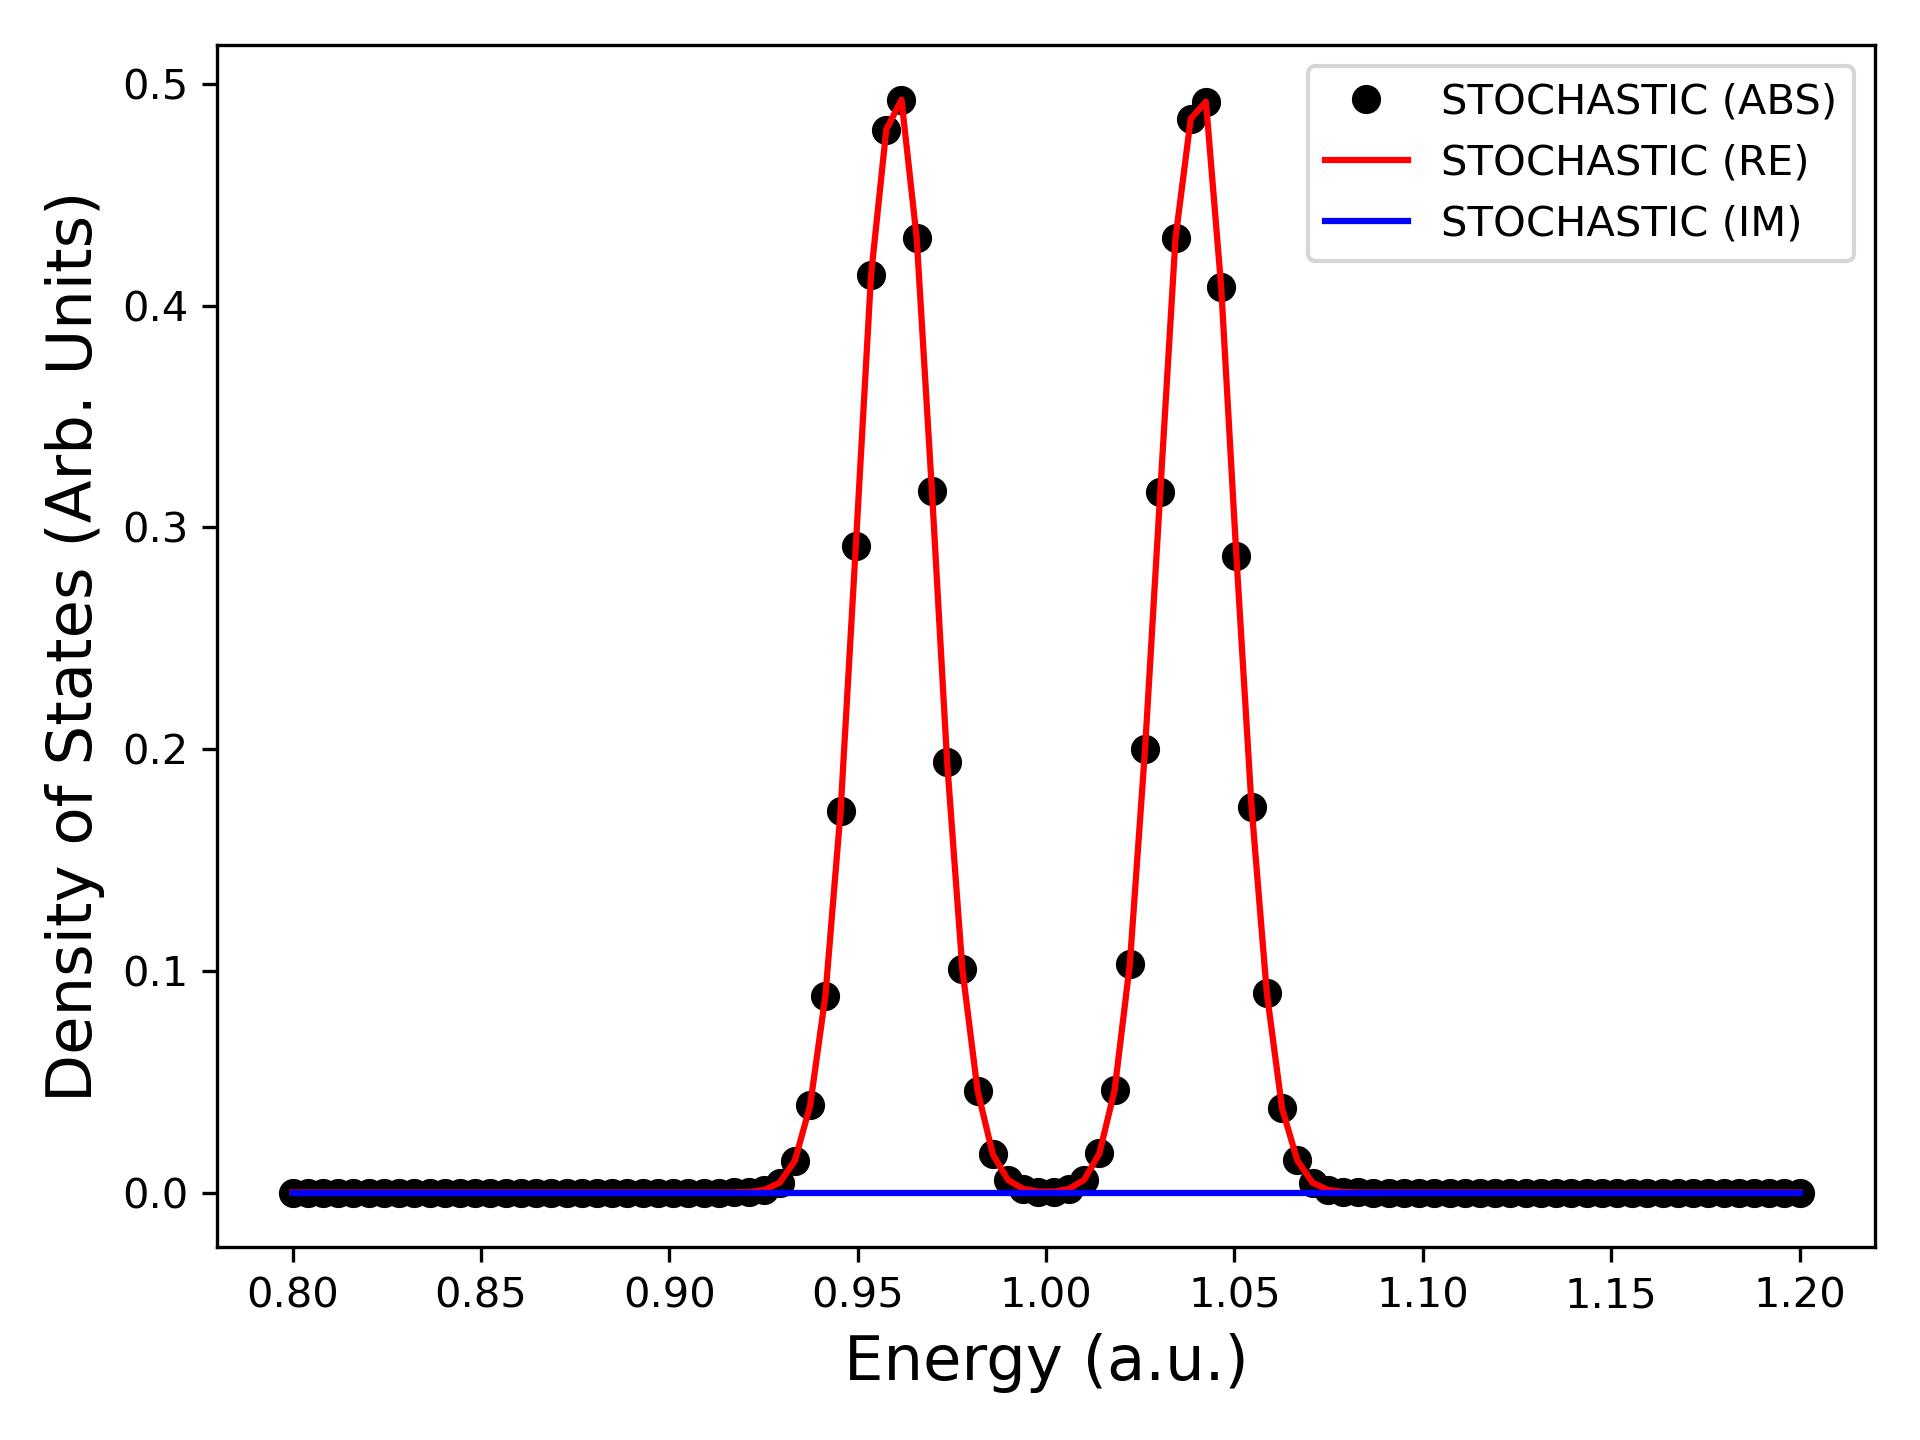 STOCHASTIC (ABS)
STOCHASTIC (RE)
STOCHASTIC (IM)
Density of States (Arb. Units)
0.5
0.4
0.3
0.2
0.1
0.0
0.80 0.85 0.90 0.95 1.00 1.05 1.10 1.15 1.20
Energy (a.u.)